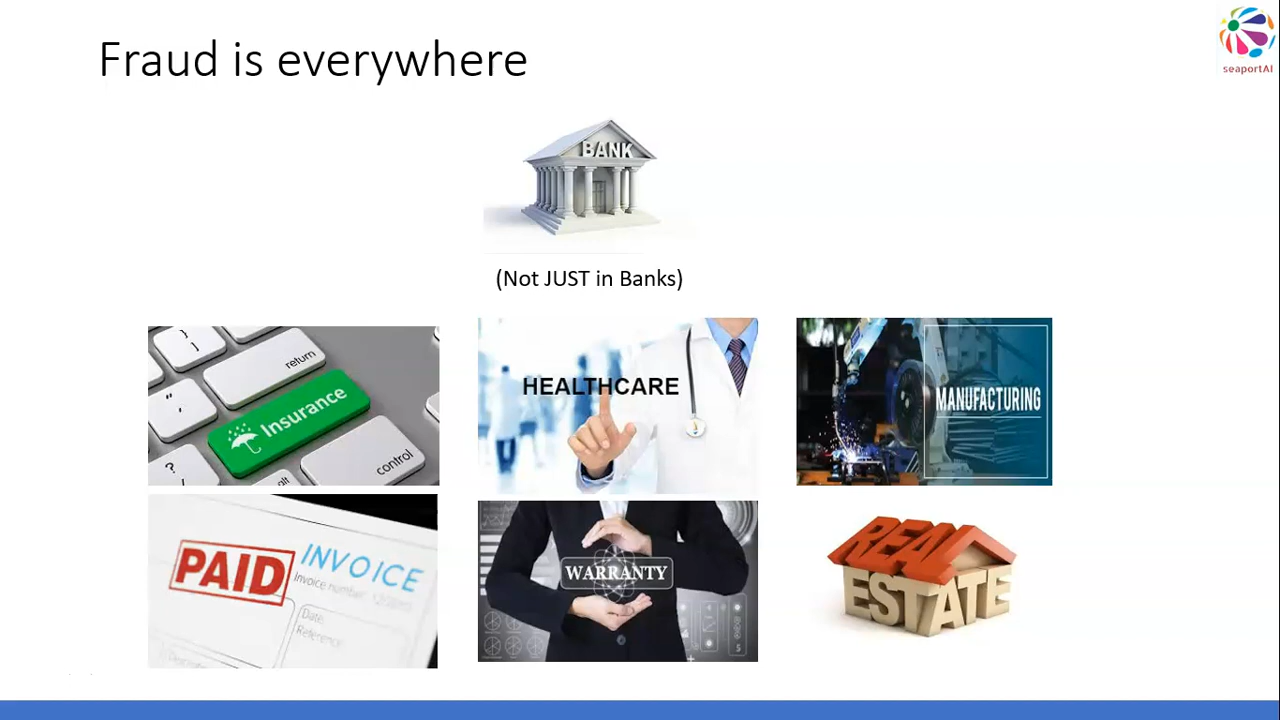 Fraud is everywhere
seaportAI
BANK
(Not JUST in Banks)
return
Insurance
control
HEALTHCARE
MANUFACTURING
PAID
INVOICE
Invoice number:
Date:
Reference:
WARRANTY
REAL
ESTATE